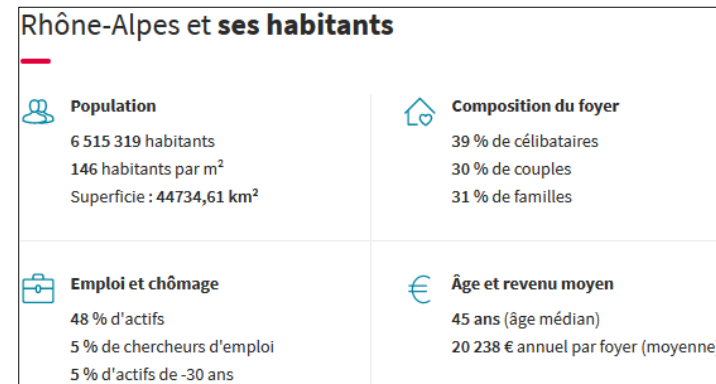 Rhône-Alpes et ses habitants
Population
6 515 319 habitants
146 habitants par m²
Superficie : 44734,61 km²
Composition du foyer
39 % de célibataires
30 % de couples
31 % de familles
Emploi et chômage
48 % d'actifs
5 % de chercheurs d'emploi
5 % d'actifs de -30 ans
Âge et revenu moyen
45 ans (âge médian)
20 238 € annuel par foyer (moyenne)